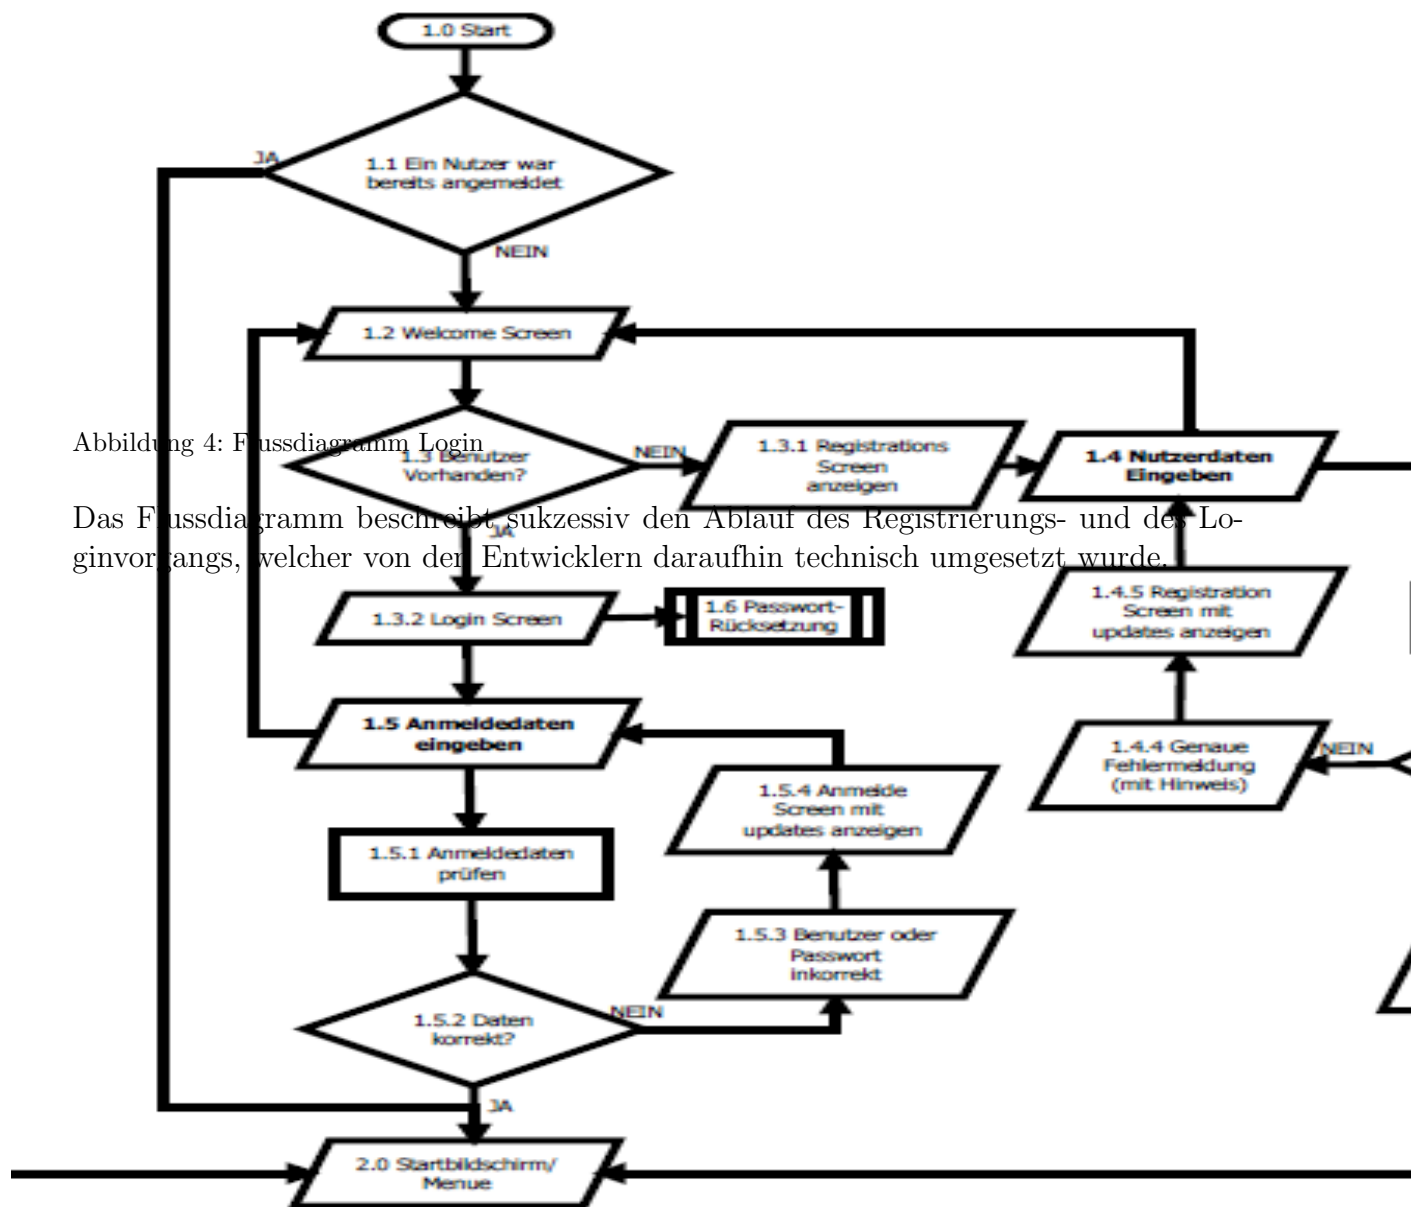 1.0 Start
JA
1.1 Ein Nutzer war
bereits angemeldet
NEIN
1.2 Welcome Screen
Abbildung 4: Flussdiagramm Login
1.3 Benutzer
Vorhanden?
NEIN
1.3.1 Registrations
Screen
anzeigen
1.4 Nutzerdaten
Eingeben
Das Flussdiagramm beschreibt sukzessiv den Ablauf des Registrierungs- und des Lo-
ginvorgangs, welcher von den Entwicklern daraufhin technisch umgesetzt wurde.
JA
1.3.2 Login Screen
1.6 Passwort-
Rücksetzung
1.4.5 Registration
Screen mit
updates anzeigen
1.5 Anmeldedaten
eingeben
1.4.4 Genaue
Fehlermeldung
(mit Hinweis)
NEIN
1.5.4 Anmelde
Screen mit
updates anzeigen
1.5.1 Anmeldedaten
prüfen
1.5.3 Benutzer oder
Passwort
inkorrekt
1.5.2 Daten
korrekt?
NEIN
JA
2.0 Startbildschirm/
Menue